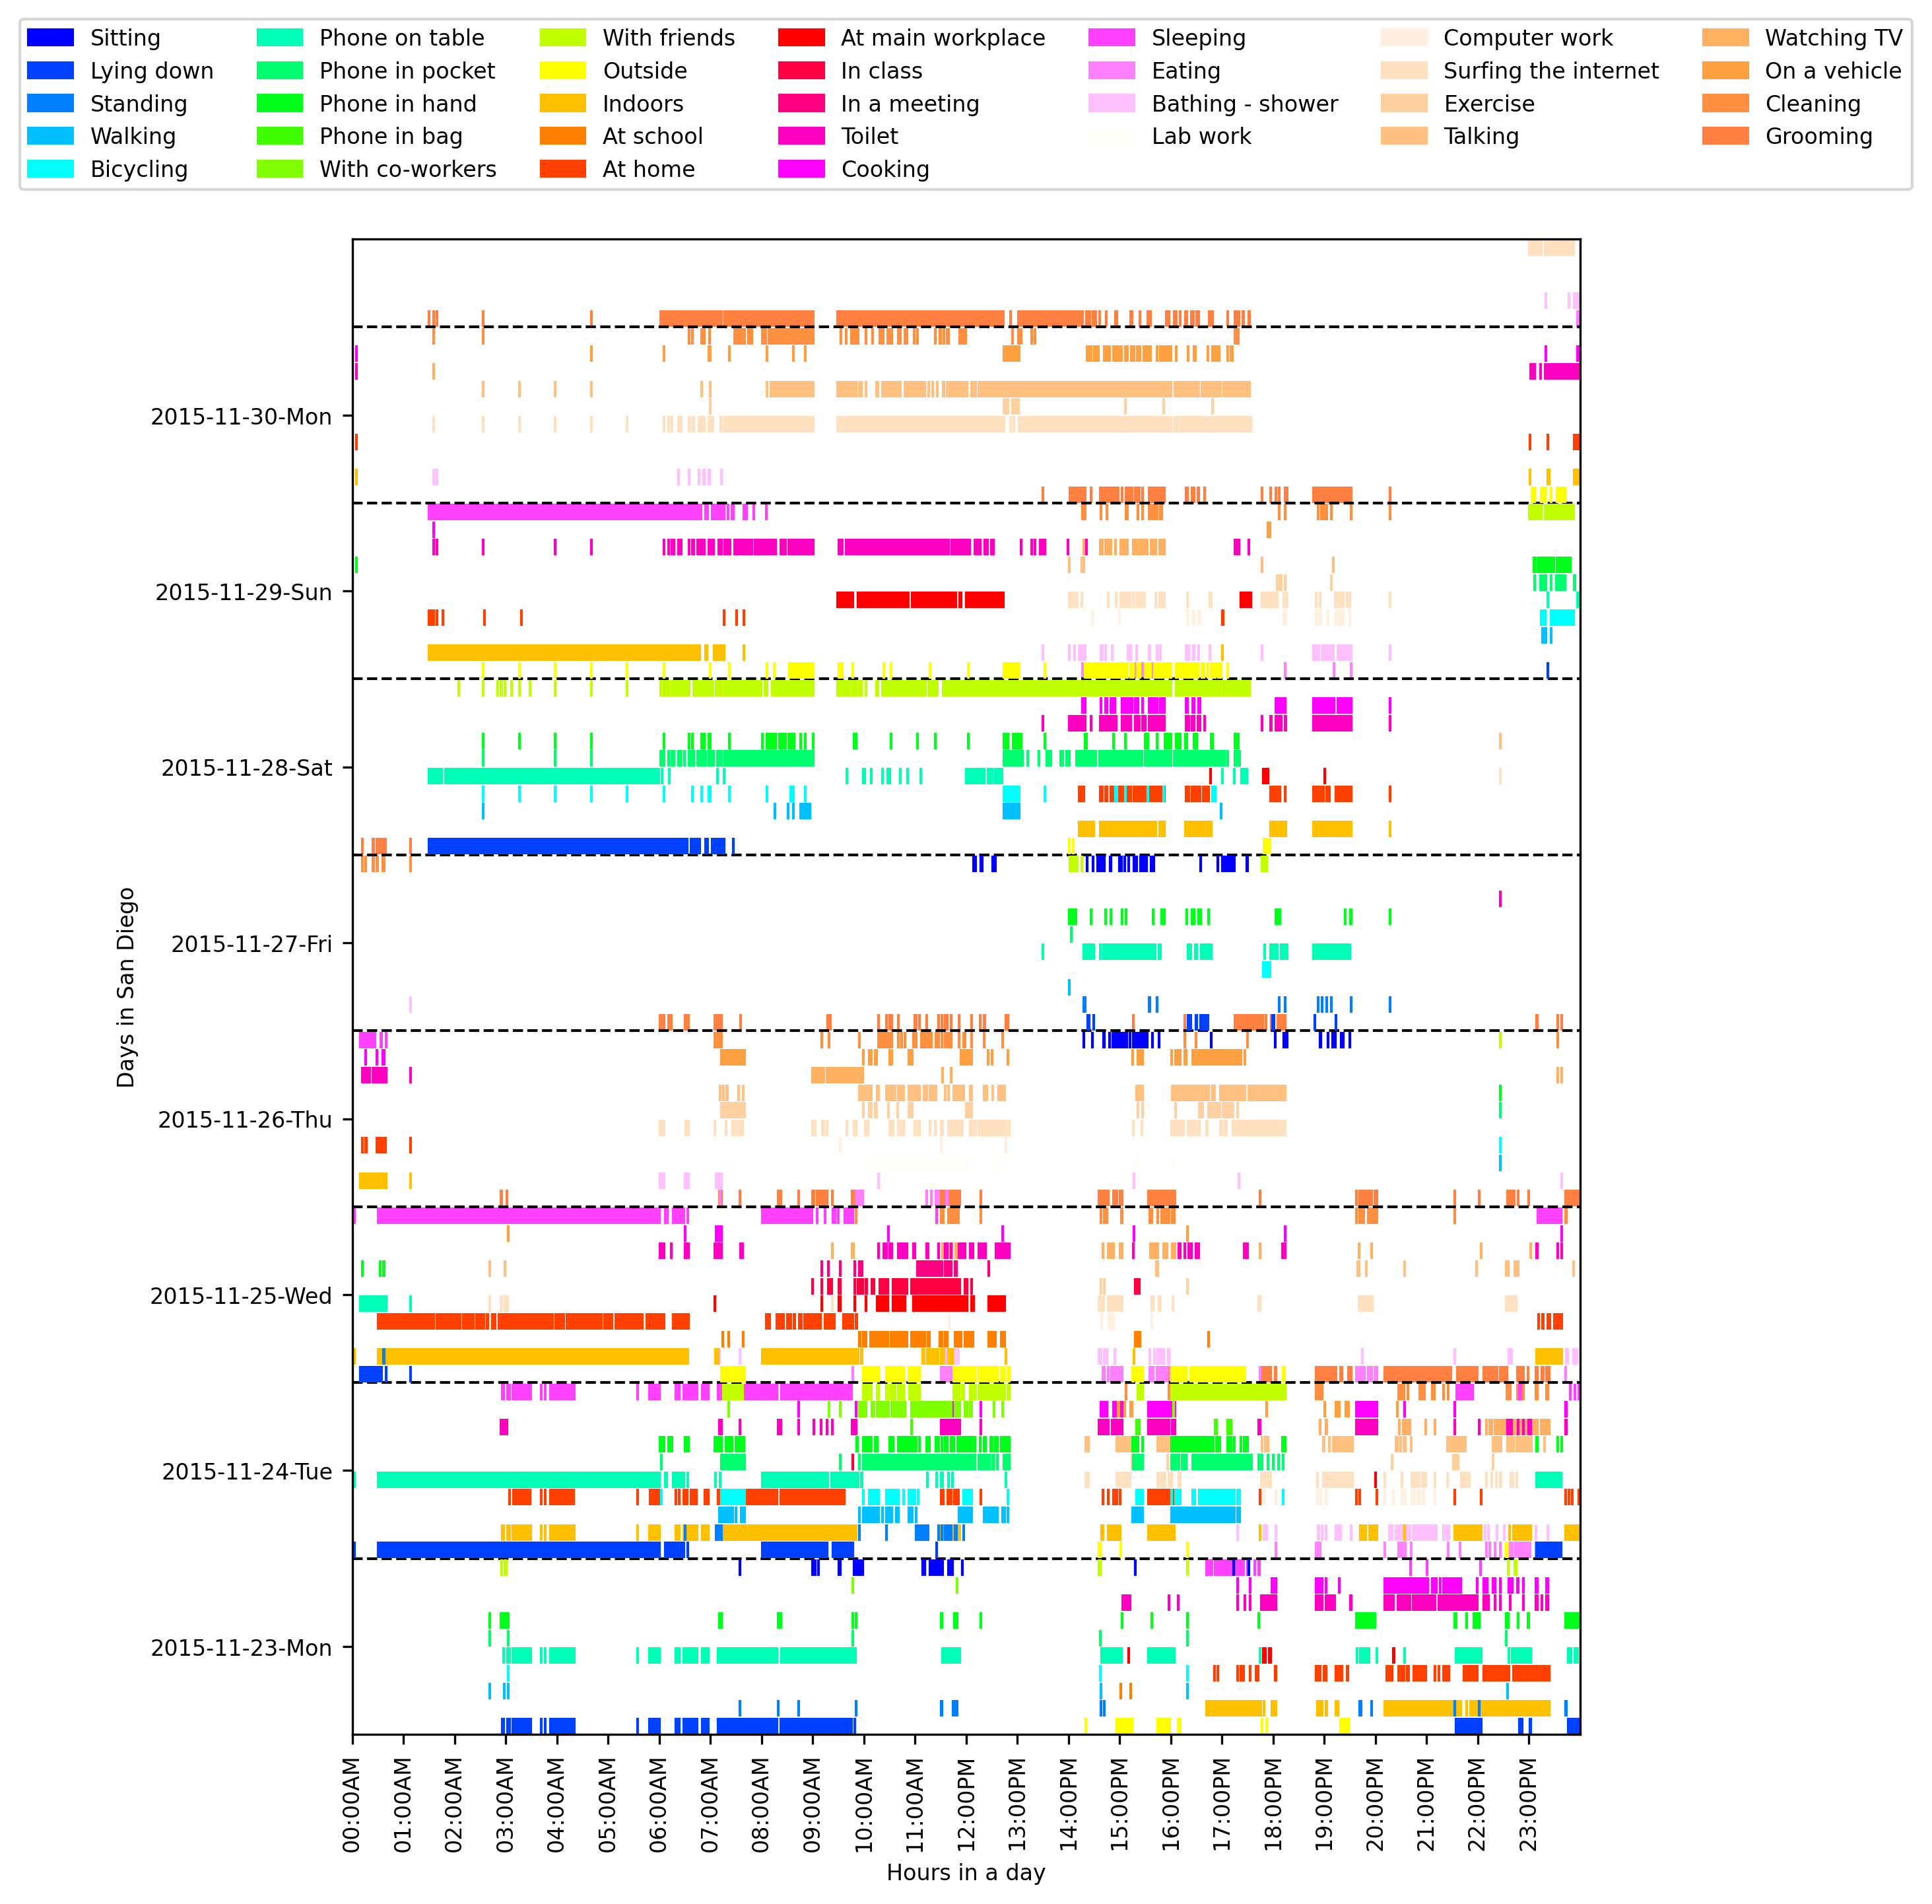 Sitting
Lying down
Standing
Walking
Bicycling
Phone on table
Phone in pocket
Phone in hand
Phone in bag
With co-workers
With friends
Outside
Indoors
At school
At home
At main workplace
In class
In a meeting
Toilet
Cooking
Sleeping
Eating
Bathing - shower
Lab work
Computer work
Surfing the internet
Exercise
Talking
Watching TV
On a vehicle
Cleaning
Grooming
2015-11-30-Mon
2015-11-29-Sun
2015-11-28-Sat
2015-11-27-Fri
2015-11-26-Thu
2015-11-25-Wed
2015-11-24-Tue
2015-11-23-Mon
Days in San Diego
00:00AM
01:00AM
02:00AM
03:00AM
04:00AM
05:00AM
06:00AM
07:00AM
08:00AM
09:00AM
10:00AM
11:00AM
12:00PM
13:00PM
14:00PM
15:00PM
16:00PM
17:00PM
18:00PM
19:00PM
20:00PM
21:00PM
22:00PM
23:00PM
Hours in a day